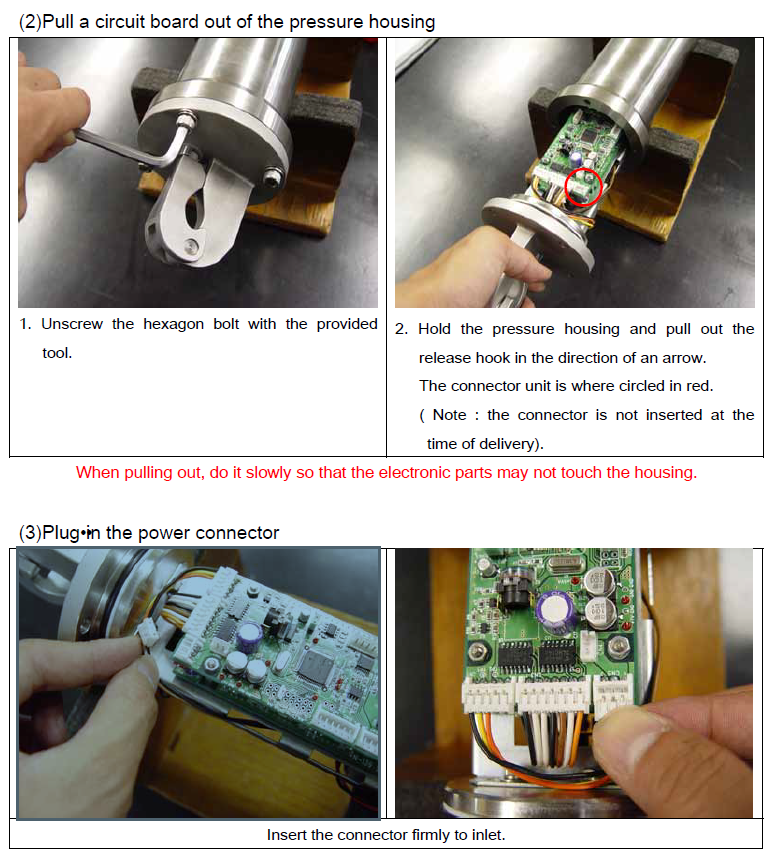 (2)Pull a circuit board out of the pressure housing
1. Unscrew the hexagon bolt with the provided
tool.
2. Hold the pressure housing and pull out the
release hook in the direction of an arrow.
The connector unit is where circled in red.
( Note : the connector is not inserted at the
time of delivery).
When pulling out, do it slowly so that the electronic parts may not touch the housing.
(3)Plug•in the power connector
Insert the connector firmly to inlet.